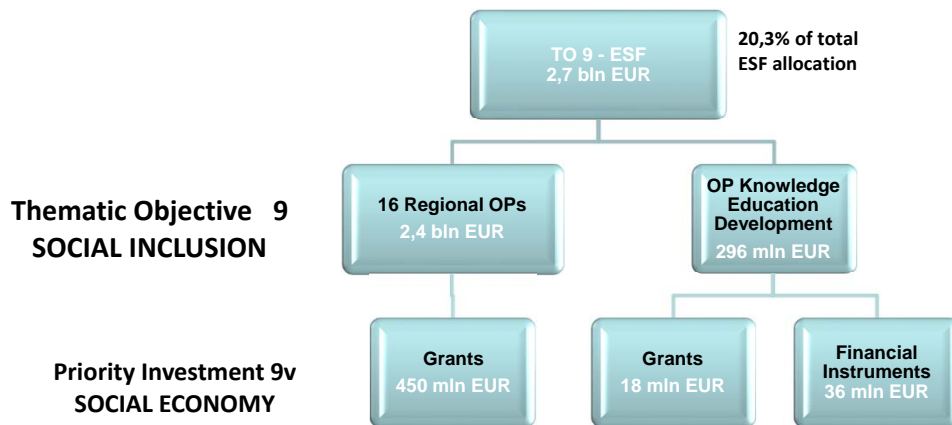 TO 9 - ESF
2,7 bln EUR
20,3% of total
ESF allocation
Thematic Objective 9
SOCIAL INCLUSION
16 Regional OPs
2,4 bln EUR
OP Knowledge
Education
Development
296 mln EUR
Priority Investment 9v
SOCIAL ECONOMY
Grants
450 mln EUR
Grants
18 mln EUR
Financial
Instruments
36 mln EUR